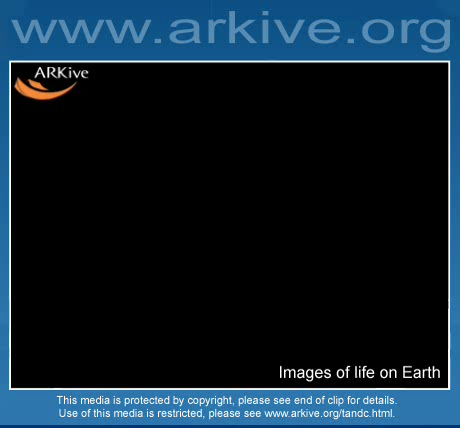 www.arkive.org
ARKive
Images of life on Earth
This media is protected by copyright, please see end of clip for details.
Use of this media is restricted, please see www.arkive.org/tandc.html.